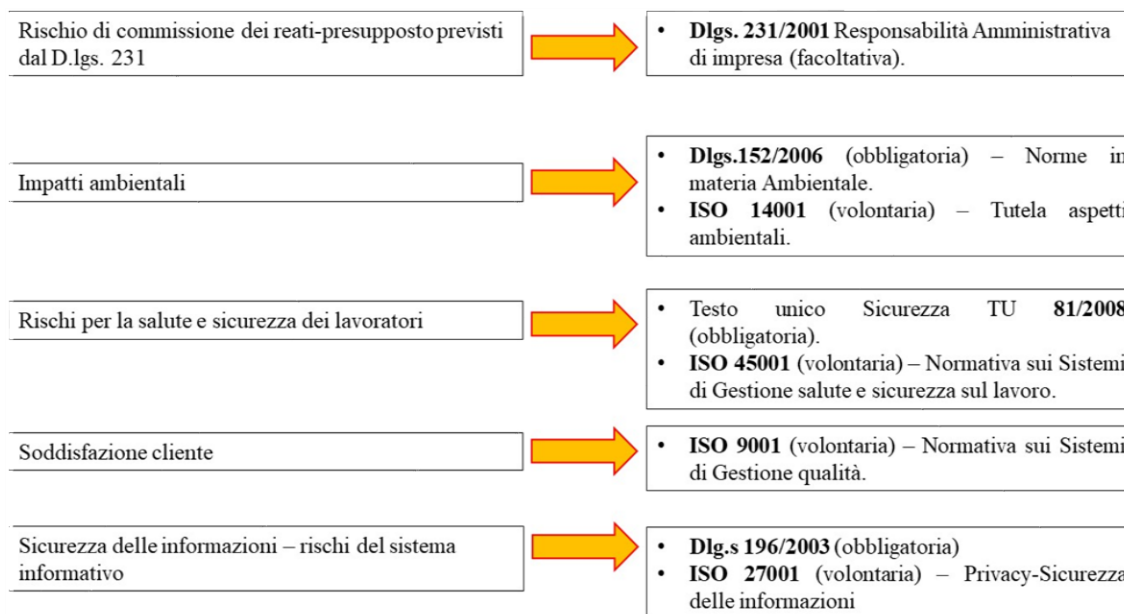 Rischio di commissione dei reati-presupposto previsti
dal D.lgs. 231
• Dlgs. 231/2001 Responsabilità Amministrativa
di impresa (facoltativa).
Impatti ambientali
• Dlgs.152/2006 (obbligatoria) – Norme in
materia Ambientale.
• ISO 14001 (volontaria) – Tutela aspetti
ambientali.
Rischi per la salute e sicurezza dei lavoratori
• Testo unico Sicurezza TU 81/2008
(obbligatoria).
• ISO 45001 (volontaria) – Normativa sui Sistemi
di Gestione salute e sicurezza sul lavoro.
Soddisfazione cliente
• ISO 9001 (volontaria) – Normativa sui Sistemi
di Gestione qualità.
Sicurezza delle informazioni – rischi del sistema
informativo
• Dlg.s 196/2003 (obbligatoria)
• ISO 27001 (volontaria) – Privacy-Sicurezza
delle informazioni